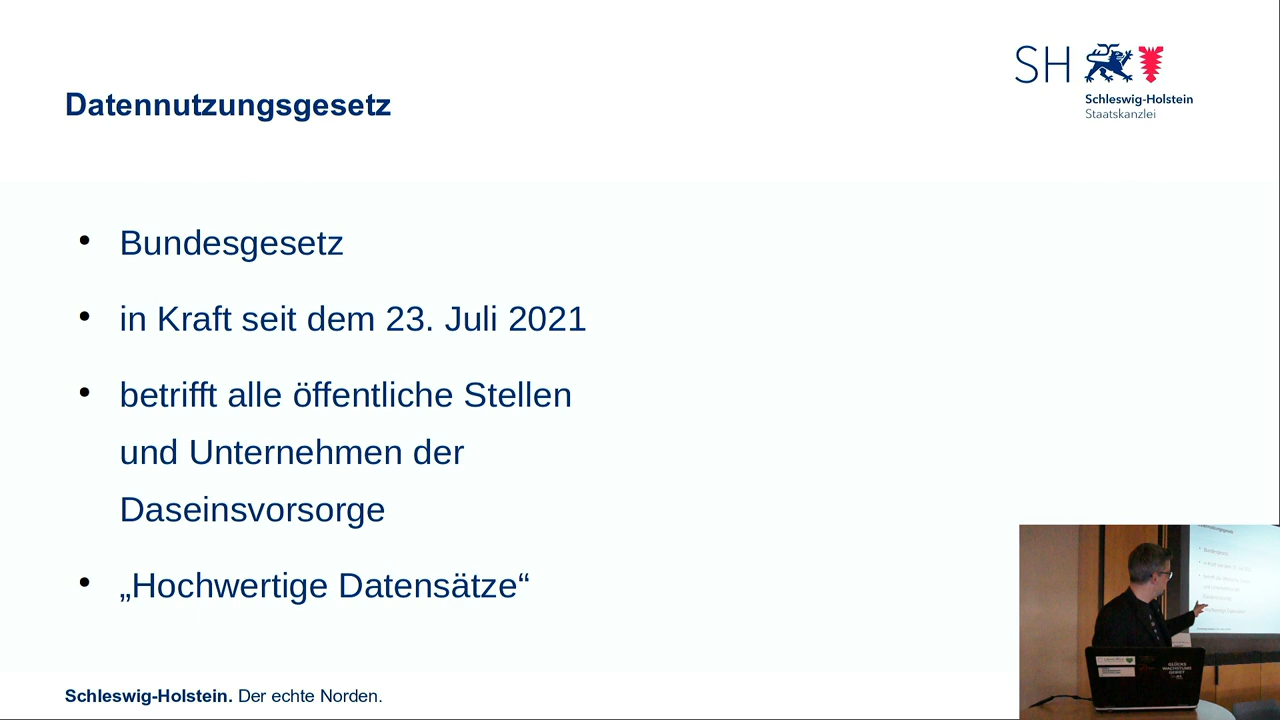 SH
Schleswig-Holstein
Staatskanzlei
Datennutzungsgesetz
Bundesgesetz
in Kraft seit dem 23. Juli 2021
betrifft alle öffentliche Stellen
und Unternehmen der
Daseinsvorsorge
„Hochwertige Datensätze“
Schleswig-Holstein. Der echte Norden.